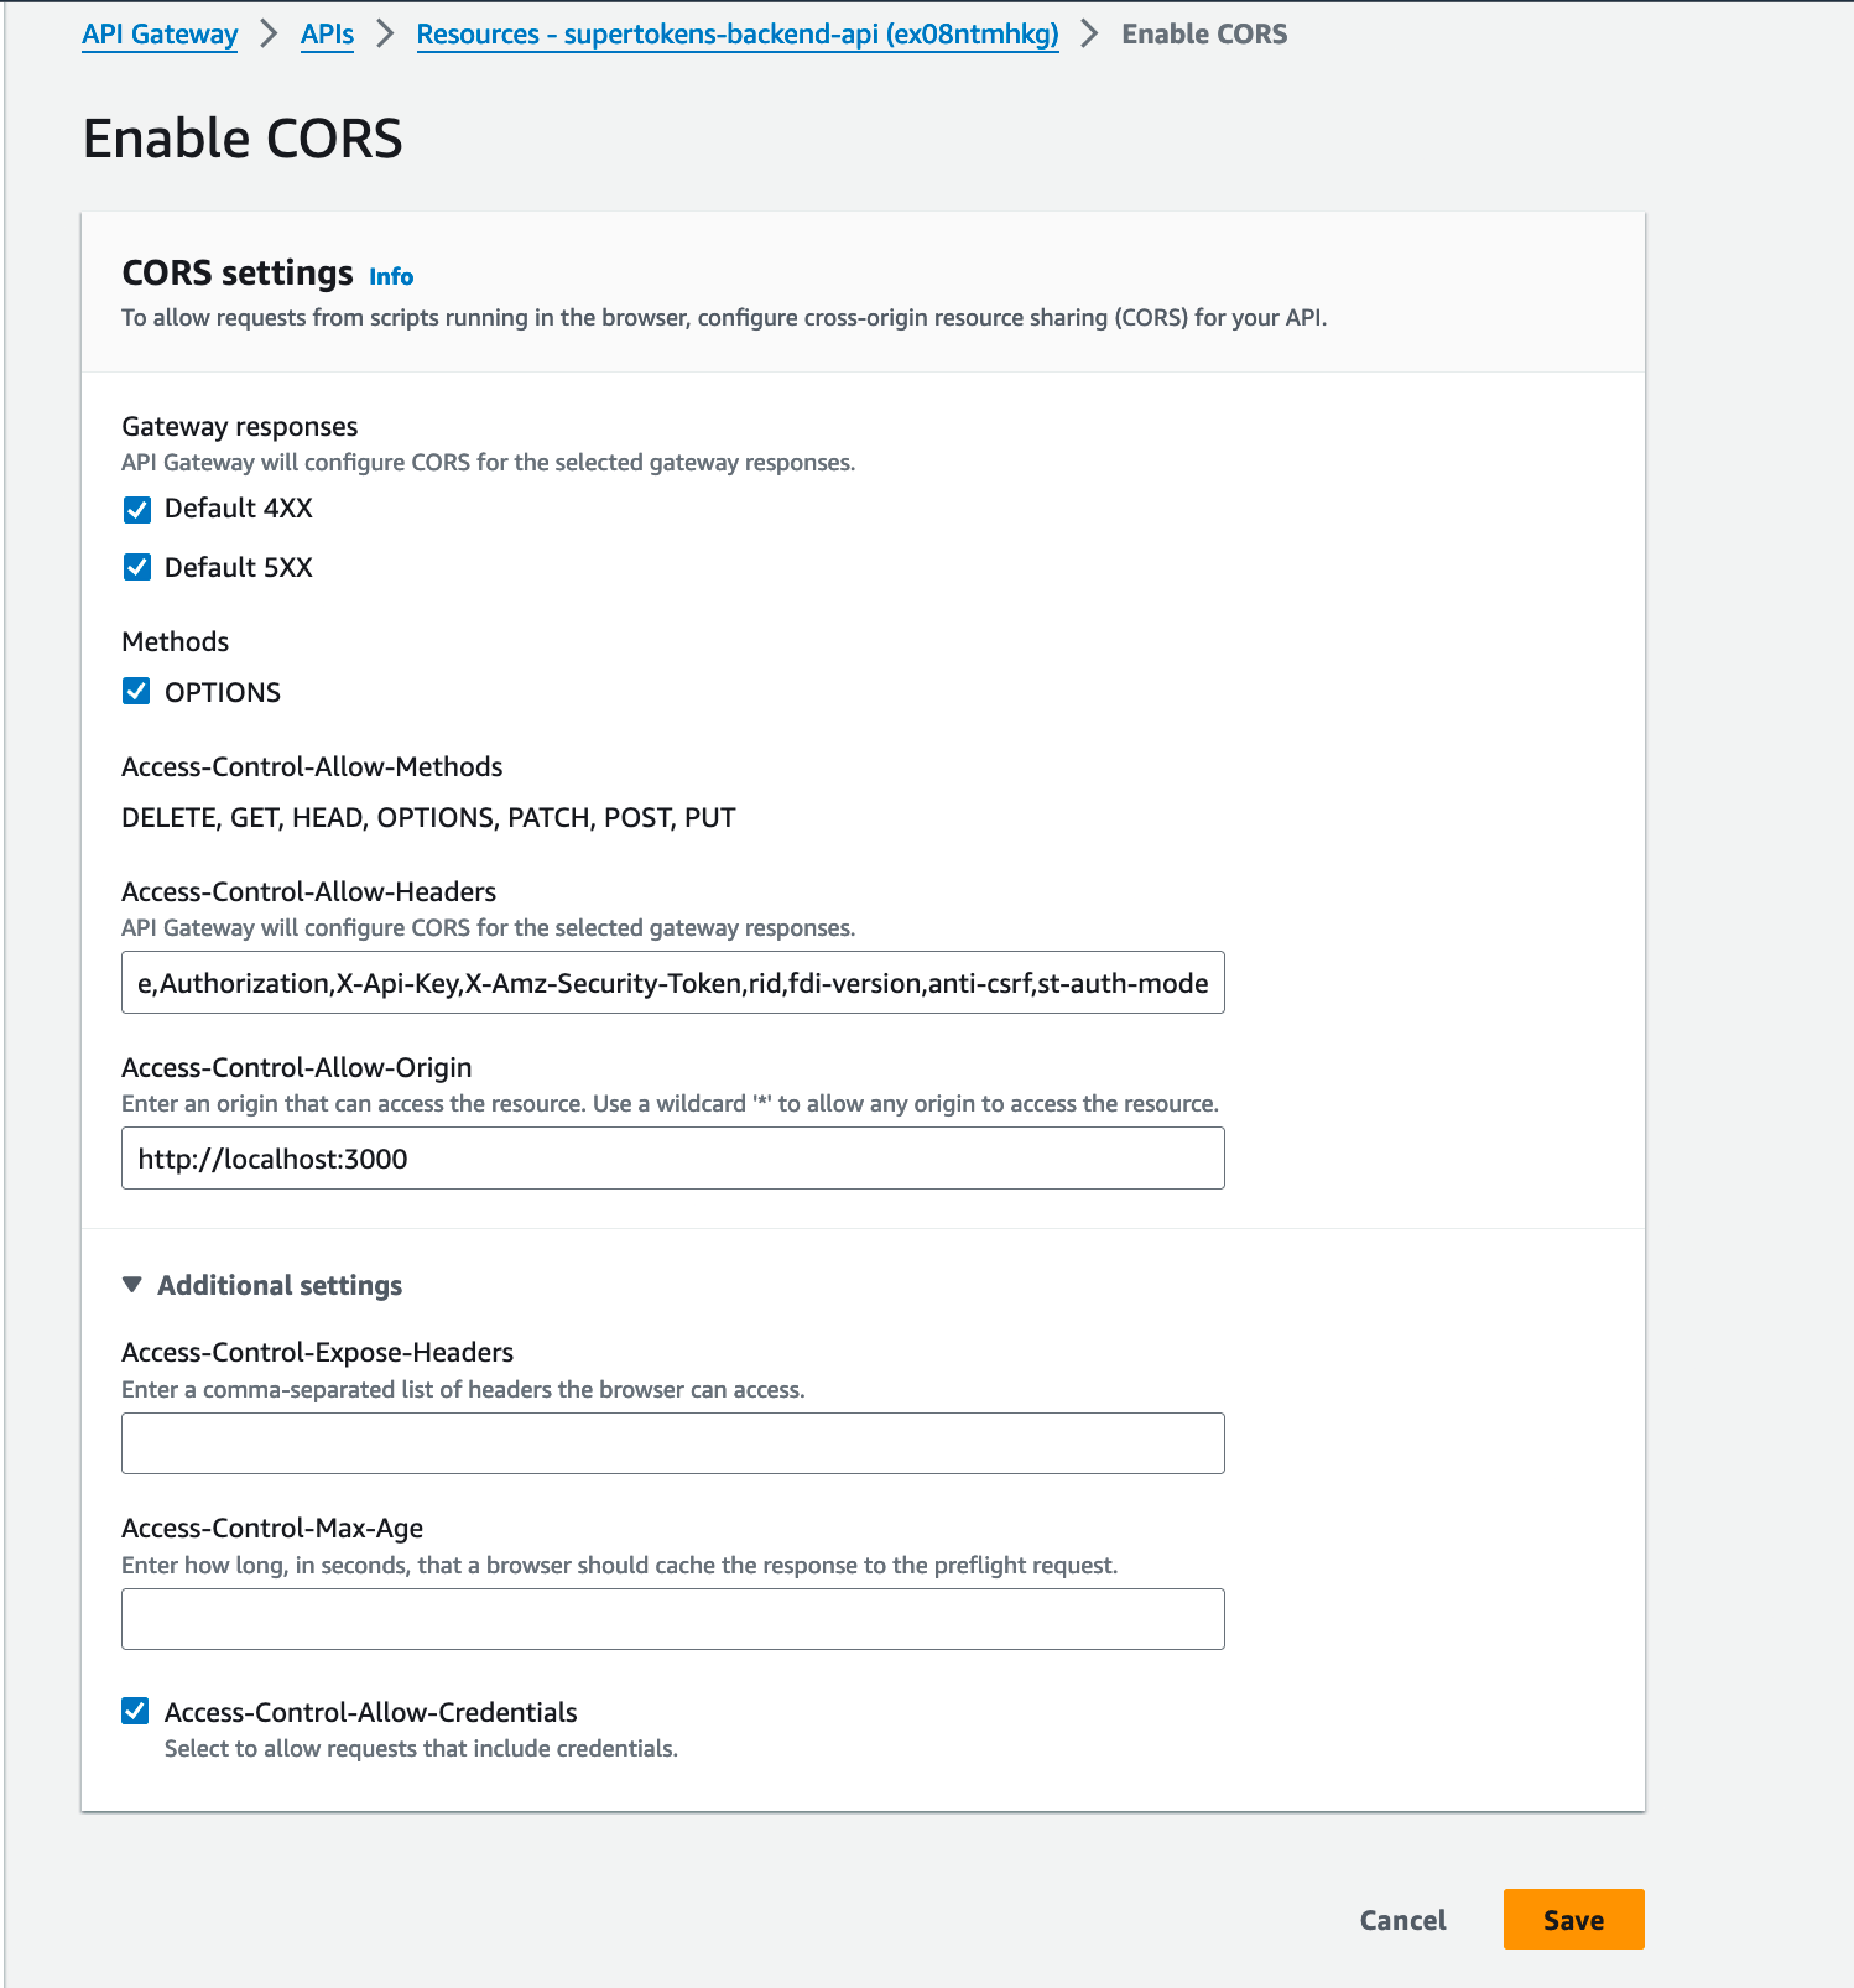 API Gateway > APIs > Resources - supertokens-backend-api (ex08ntmhkg) > Enable CORS
Enable CORS
CORS settings Info
To allow requests from scripts running in the browser, configure cross-origin resource sharing (CORS) for your API.
Gateway responses
API Gateway will configure CORS for the selected gateway responses.
Default 4XX
Default 5XX
Methods
OPTIONS
Access-Control-Allow-Methods
DELETE, GET, HEAD, OPTIONS, PATCH, POST, PUT
Access-Control-Allow-Headers
API Gateway will configure CORS for the selected gateway responses.
e,Authorization,X-Api-Key,X-Amz-Security-Token,rid,fdi-version,anti-csrf,st-auth-mode
Access-Control-Allow-Origin
Enter an origin that can access the resource. Use a wildcard '*' to allow any origin to access the resource.
http://localhost:3000
Additional settings
Access-Control-Expose-Headers
Enter a comma-separated list of headers the browser can access.
Access-Control-Max-Age
Enter how long, in seconds, that a browser should cache the response to the preflight request.
Access-Control-Allow-Credentials
Select to allow requests that include credentials.
Cancel Save